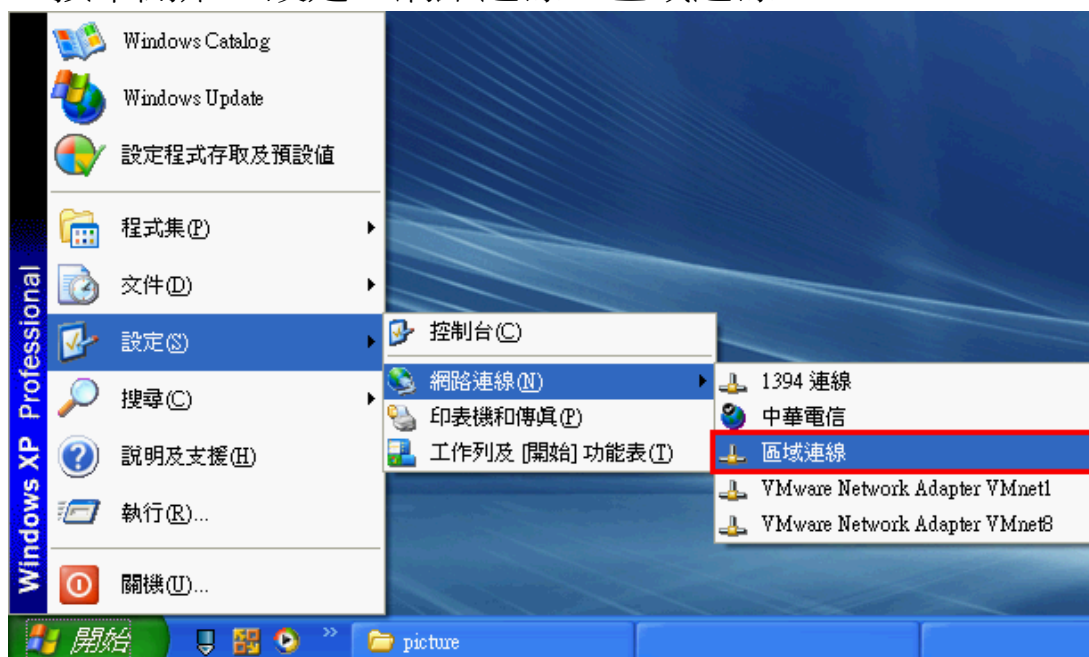 Windows Catalog
Windows Update
設定程式存取及預設值
程式集(P)
文件(D)
設定(S)
搜尋(C)
說明及支援(H)
執行(R)...
關機(U)...
Windows XP Professional
控制台(C)
網路連線(N)
印表機和傳真(P)
工作列及 [開始] 功能表(T)
1394 連線
中華電信
區域連線
VMware Network Adapter VMnet1
VMware Network Adapter VMnet8
開始
picture